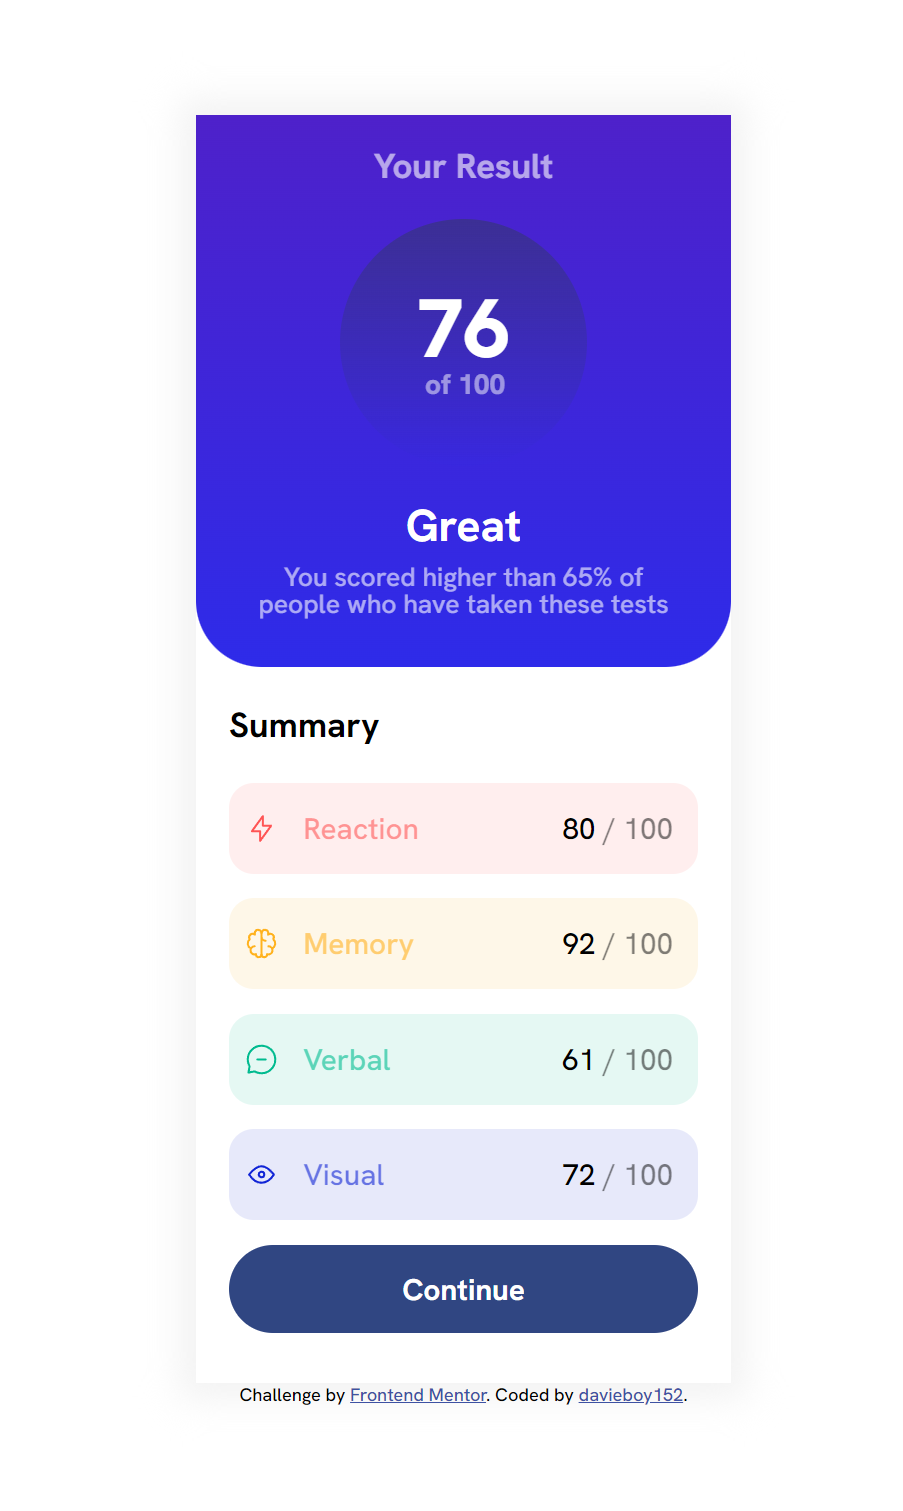 Your Result
76
of 100
Great
You scored higher than 65% of
people who have taken these tests
Summary
Reaction 80 / 100
Memory 92 / 100
Verbal 61 / 100
Visual 72 / 100
Continue
Challenge by Frontend Mentor. Coded by davieboy152.